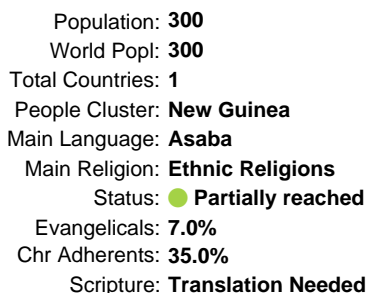 Population: 300
World Popl: 300
Total Countries: 1
People Cluster: New Guinea
Main Language: Asaba
Main Religion: Ethnic Religions
Status: Partially reached
Evangelicals: 7.0%
Chr Adherents: 35.0%
Scripture: Translation Needed